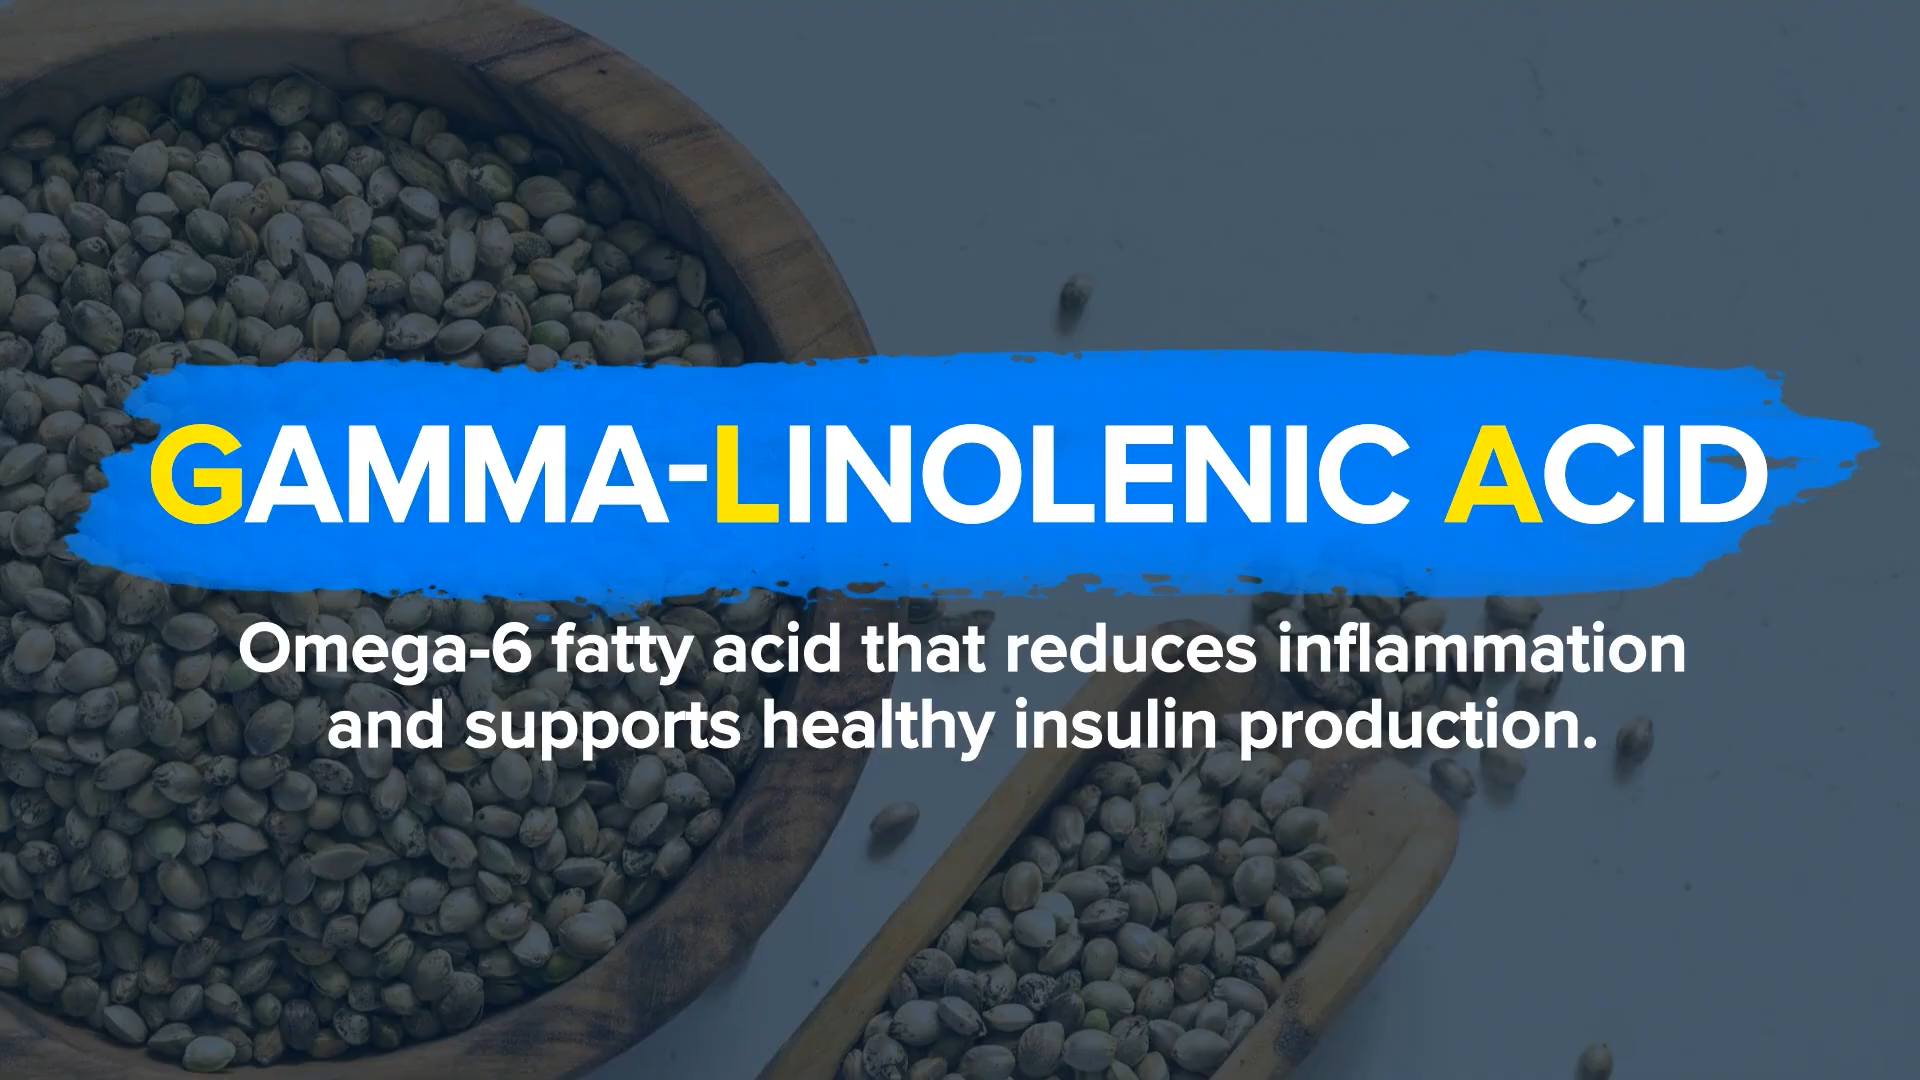 GAMMA-LINOLENIC ACID
Omega-6 fatty acid that reduces inflammation
and supports healthy insulin production.